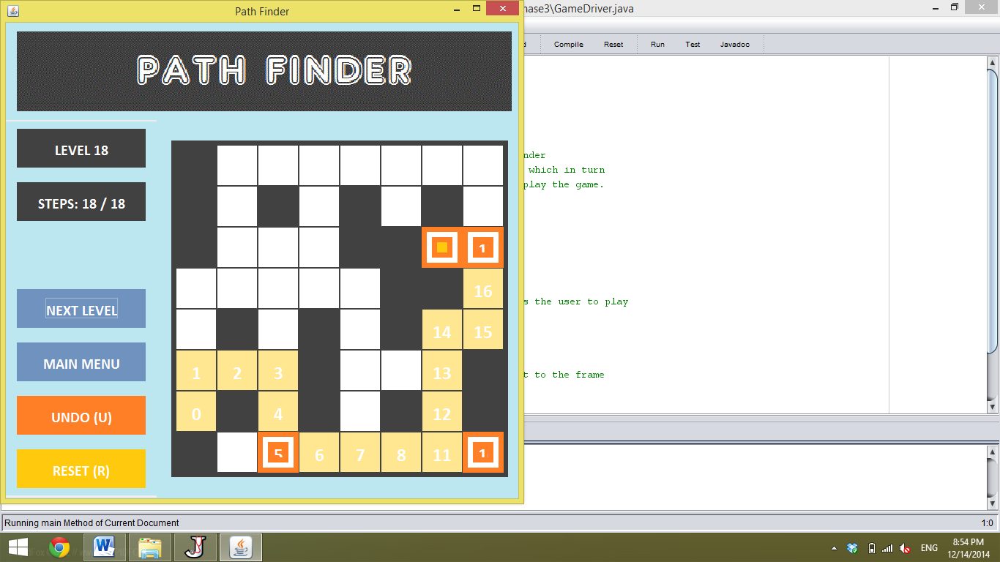 Path Finder
hase3\GameDriver.java
PATH FINDER
d Compile Reset Run Test Javadoc
LEVEL 18
STEPS: 18 / 18
NEXT LEVEL
MAIN MENU
UNDO (U)
RESET (R)
1
16
14 15
1 2 3 13
0 4 12
5 6 7 8 11 1
nder
which in turn
play the game.
s the user to play
t to the frame
Running main Method of Current Document
1:0
ENG
8:54 PM
12/14/2014